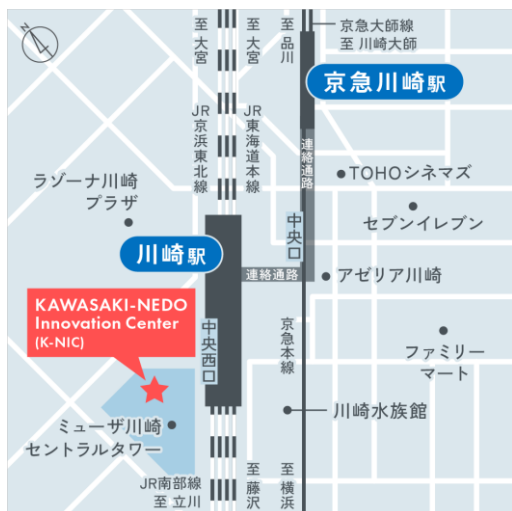 N
至大宮
至大宮
至品川
京急大師線
至 川崎大師
京急川崎駅
JR京浜東北線
JR東海道本線
連絡通路
TOHOシネマズ
ラゾーナ川崎
プラザ
セブンイレブン
中央口
川崎駅
連絡通路
アゼリア川崎
KAWASAKI-NEDO
Innovation Center
(K-NIC)
中央西口
京急本線
ファミリー
マート
川崎水族館
ミューザ川崎
セントラルタワー
JR南部線
至 立川
至藤沢
至横浜